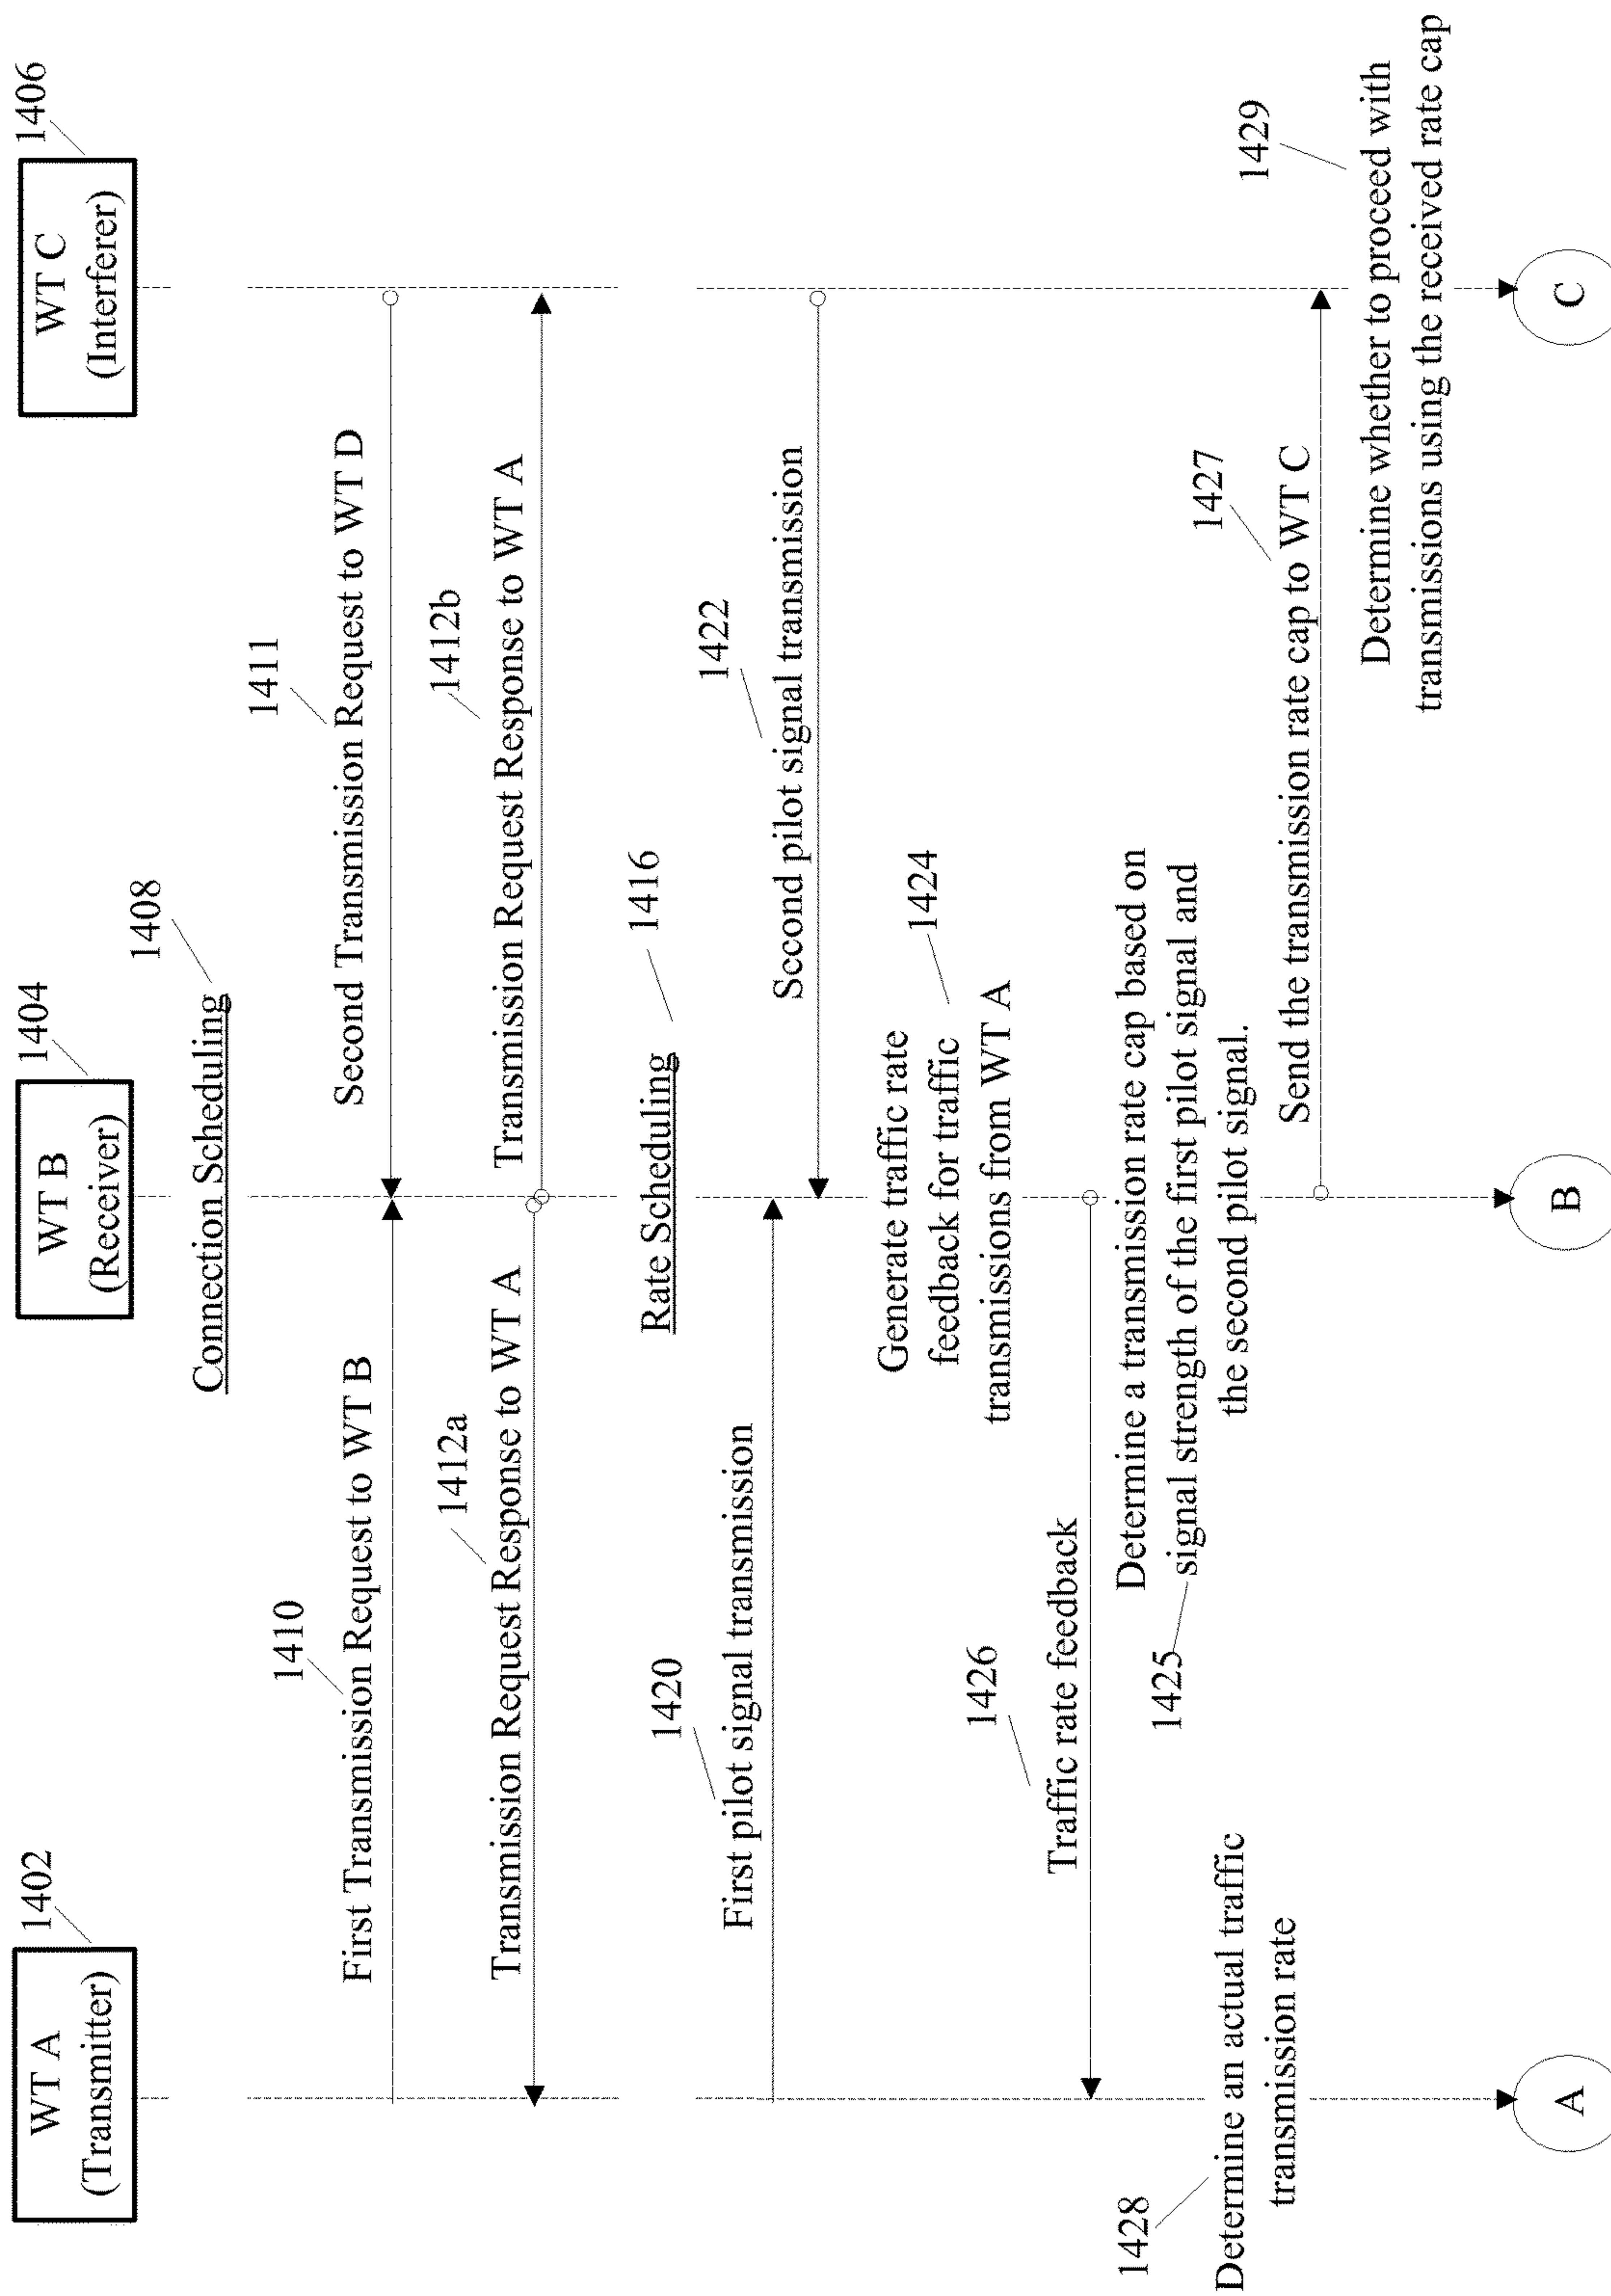 WT A
(Transmitter)
1402
WT B
(Receiver)
1404
WT C
(Interferer)
1406
Connection Scheduling
1408
1410
First Transmission Request to WT B
1411
Second Transmission Request to WT D
1412a
Transmission Request Response to WT A
1412b
Transmission Request Response to WT A
Rate Scheduling
1416
1420
First pilot signal transmission
1422
Second pilot signal transmission
Generate traffic rate
feedback for traffic
transmissions from WT A
1424
1426
Traffic rate feedback
Determine a transmission rate cap based on
signal strength of the first pilot signal and
the second pilot signal.
1425
1427
Send the transmission rate cap to WT C
1428
Determine an actual traffic
transmission rate
1429
Determine whether to proceed with
transmissions using the received rate cap
A
B
C